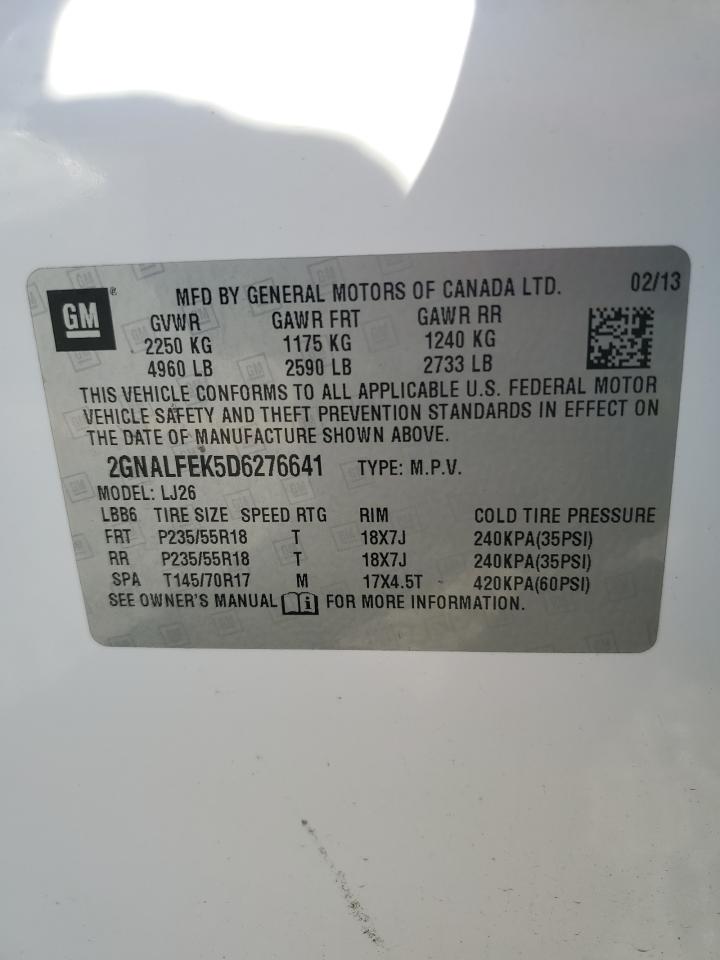 GM® MFD BY GENERAL MOTORS OF CANADA LTD. 02/13
GVWR GAWR FRT GAWR RR
2250 KG 1175 KG 1240 KG
4960 LB 2590 LB 2733 LB
THIS VEHICLE CONFORMS TO ALL APPLICABLE U.S. FEDERAL MOTOR
VEHICLE SAFETY AND THEFT PREVENTION STANDARDS IN EFFECT ON
THE DATE OF MANUFACTURE SHOWN ABOVE.
2GNALFEK5D6276641 TYPE: M.P.V.
MODEL: LJ26
LBB6 TIRE SIZE SPEED RTG RIM COLD TIRE PRESSURE
FRT P235/55R18 T 18X7J 240KPA(35PSI)
RR P235/55R18 T 18X7J 240KPA(35PSI)
SPA T145/70R17 M 17X4.5T 420KPA(60PSI)
SEE OWNER'S MANUAL i FOR MORE INFORMATION.